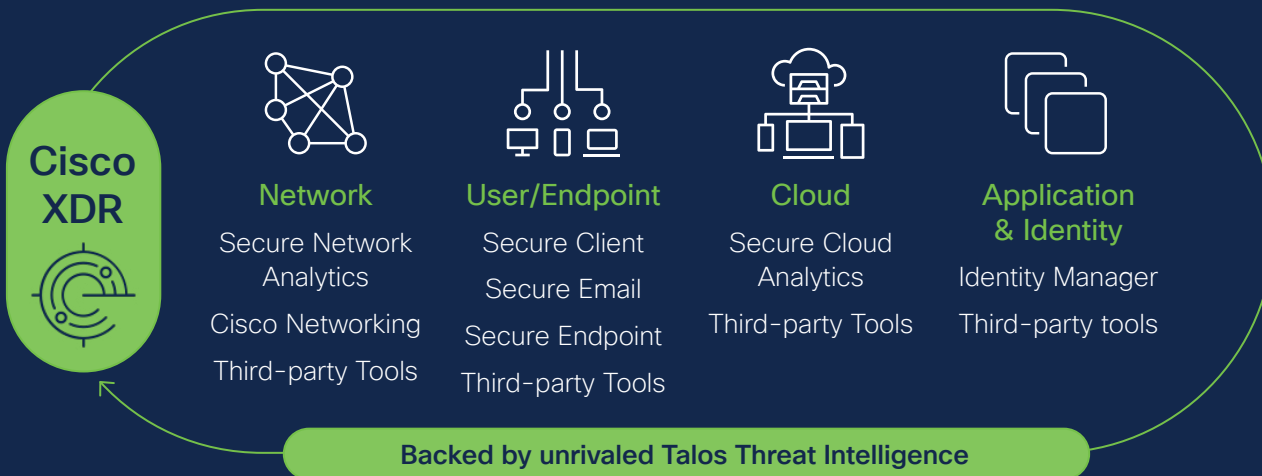 Cisco
XDR
Network
Secure Network
Analytics
Cisco Networking
Third-party Tools
User/Endpoint
Secure Client
Secure Email
Secure Endpoint
Third-party Tools
Cloud
Secure Cloud
Analytics
Third-party Tools
Application
& Identity
Identity Manager
Third-party tools
Backed by unrivaled Talos Threat Intelligence